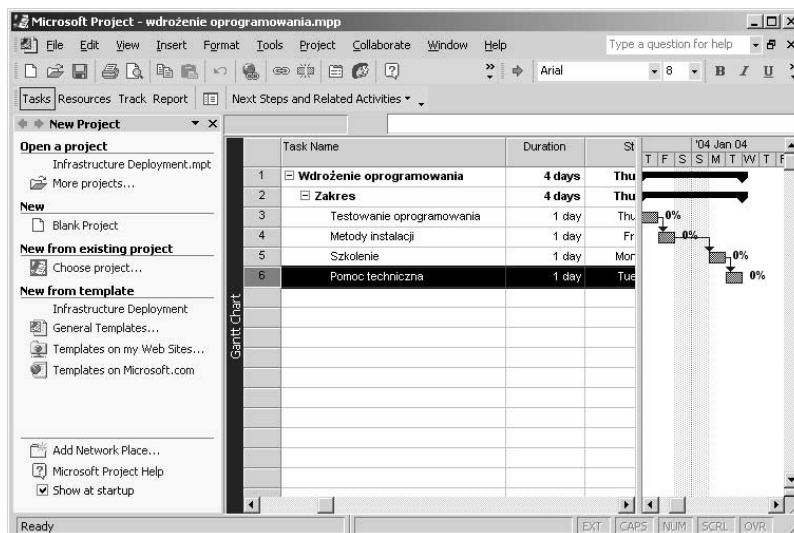 Microsoft Project - wdrożenie oprogramowania.mpp
File Edit View Insert Format Tools Project Collaborate Window Help
Type a question for help
Arial 8 B I U
Tasks Resources Track Report Next Steps and Related Activities
New Project
Open a project
Infrastructure Deployment.mpt
More projects...
New
Blank Project
New from existing project
Choose project...
New from template
Infrastructure Deployment
General Templates...
Templates on my Web Sites...
Templates on Microsoft.com
Add Network Place...
Microsoft Project Help
Show at startup
Gantt Chart
Task Name Duration St
1 Wdrożenie oprogramowania 4 days Thu
2 Zakres 4 days Thu
3 Testowanie oprogramowania 1 day Thu
4 Metody instalacji 1 day Fr
5 Szkolenie 1 day Mon
6 Pomoc techniczna 1 day Tue
'04 Jan 04
T F S S M T W T F
0%
0%
0%
0%
Ready
EXT CAPS NUM SCRL OVR